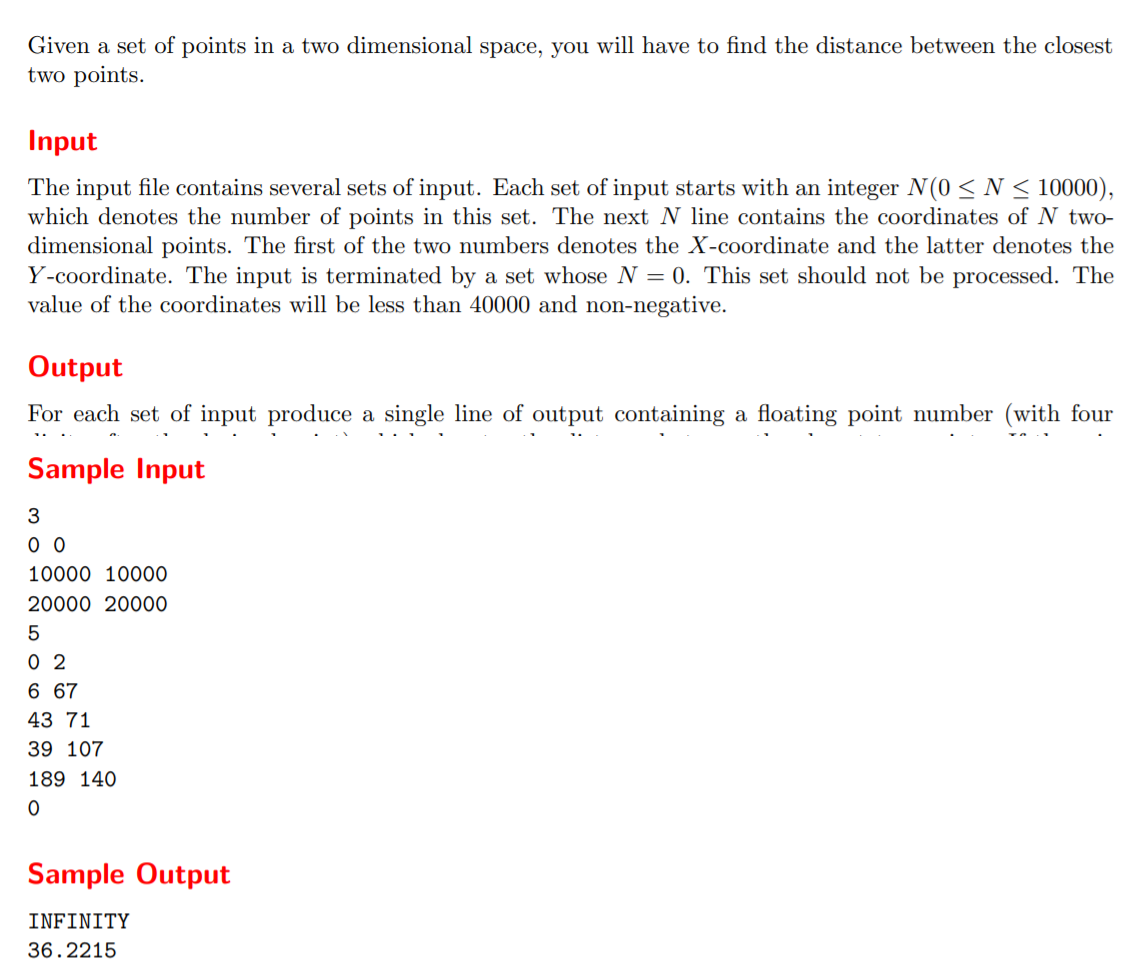 Given a set of points in a two dimensional space, you will have to find the distance between the closest
two points.
Input
The input file contains several sets of input. Each set of input starts with an integer N(0 ≤ N ≤ 10000),
which denotes the number of points in this set. The next N line contains the coordinates of N two-
dimensional points. The first of the two numbers denotes the X-coordinate and the latter denotes the
Y-coordinate. The input is terminated by a set whose N = 0. This set should not be processed. The
value of the coordinates will be less than 40000 and non-negative.
Output
For each set of input produce a single line of output containing a floating point number (with four
Sample Input
3
0 0
10000 10000
20000 20000
5
0 2
6 67
43 71
39 107
189 140
0
Sample Output
INFINITY
36.2215